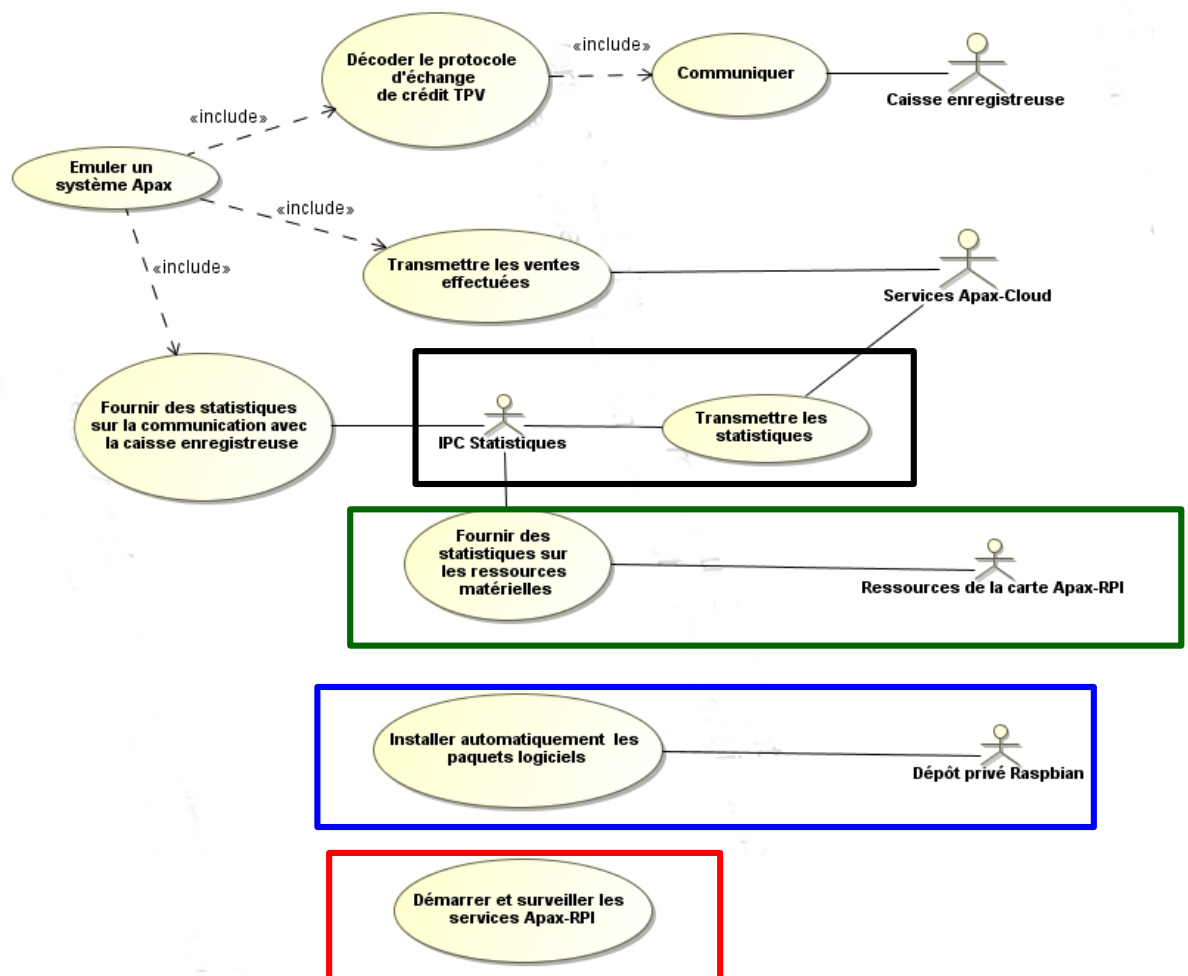 Décoder le protocole
d'échange
de crédit TPV
«include»
Communiquer
Caisse enregistreuse
«include»
Emuler un
système Apax
«include»
Transmettre les ventes
effectuées
Services Apax-Cloud
«include»
Fournir des statistiques
sur la communication avec
la caisse enregistreuse
IPC Statistiques
Transmettre les
statistiques
Fournir des
statistiques sur
les ressources
matérielles
Ressources de la carte Apax-RPI
Installer automatiquement les
paquets logiciels
Dépôt privé Raspbian
Démarrer et surveiller les
services Apax-RPI